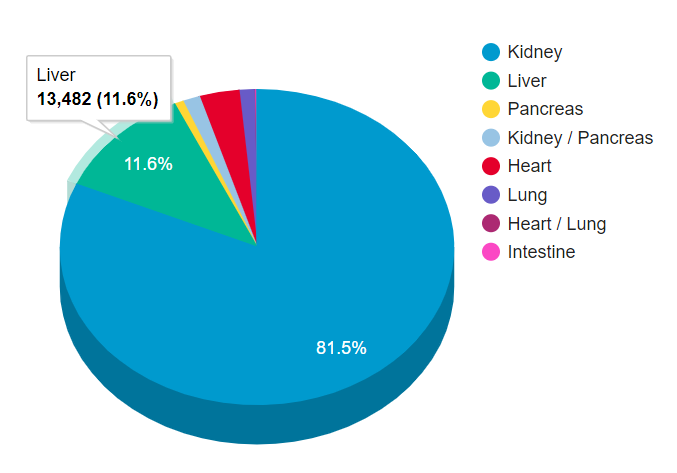 Liver
13,482 (11.6%)
11.6%
81.5%
Kidney
Liver
Pancreas
Kidney / Pancreas
Heart
Lung
Heart / Lung
Intestine